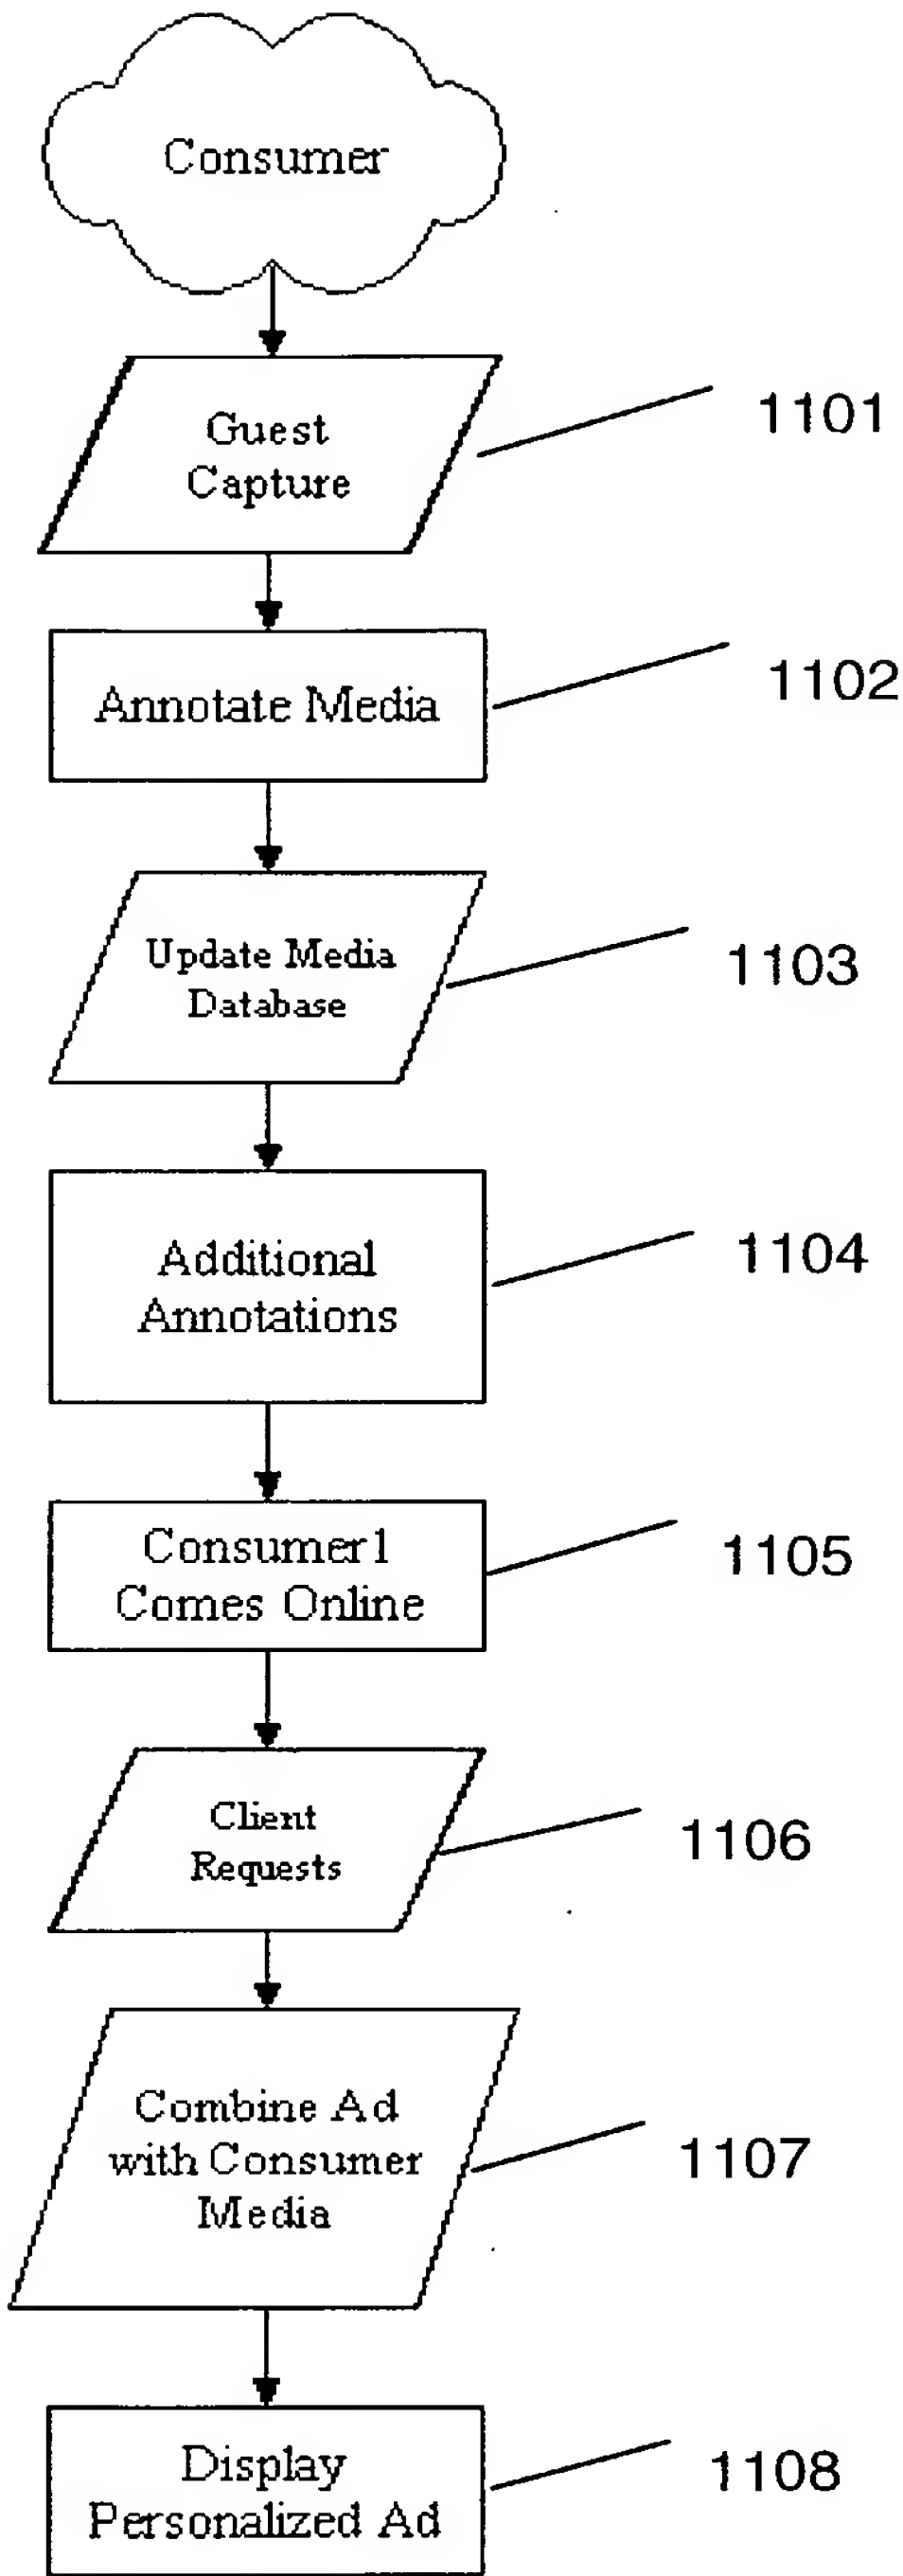 Consumer
Guest
Capture
1101
Annotate Media
1102
Update Media
Database
1103
Additional
Annotations
1104
Consumer1
Comes Online
1105
Client
Requests
1106
Combine Ad
with Consumer
Media
1107
Display
Personalized Ad
1108